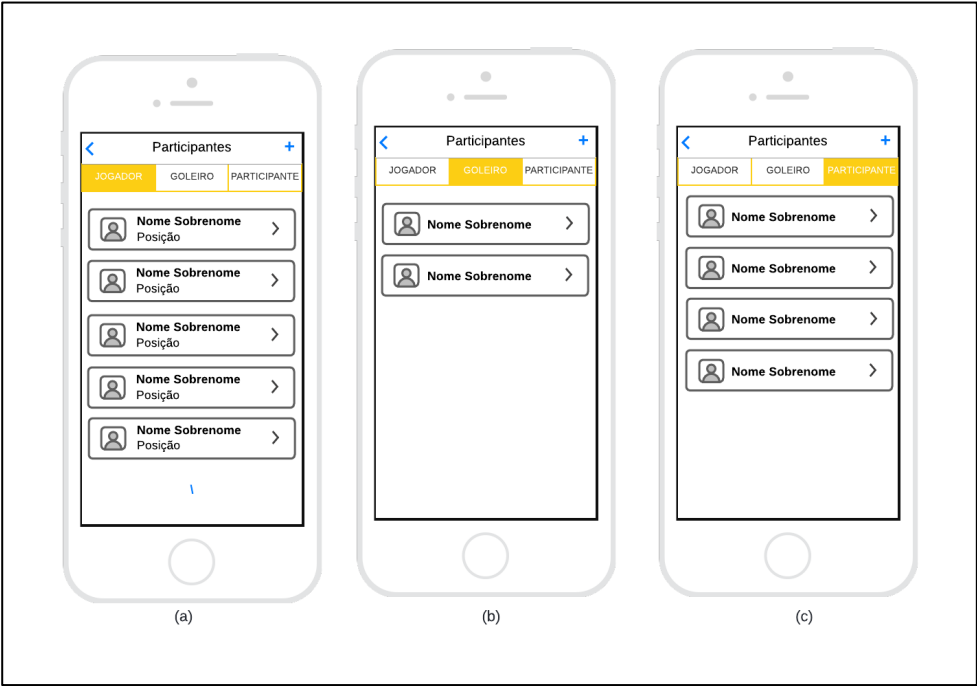 Participantes
+
JOGADOR GOLEIRO PARTICIPANTE
Nome Sobrenome
Posição
Nome Sobrenome
Posição
Nome Sobrenome
Posição
Nome Sobrenome
Posição
Nome Sobrenome
Posição
\
(a)
Participantes
+
JOGADOR GOLEIRO PARTICIPANTE
Nome Sobrenome
Nome Sobrenome
(b)
Participantes
+
JOGADOR GOLEIRO PARTICIPANTE
Nome Sobrenome
Nome Sobrenome
Nome Sobrenome
Nome Sobrenome
(c)